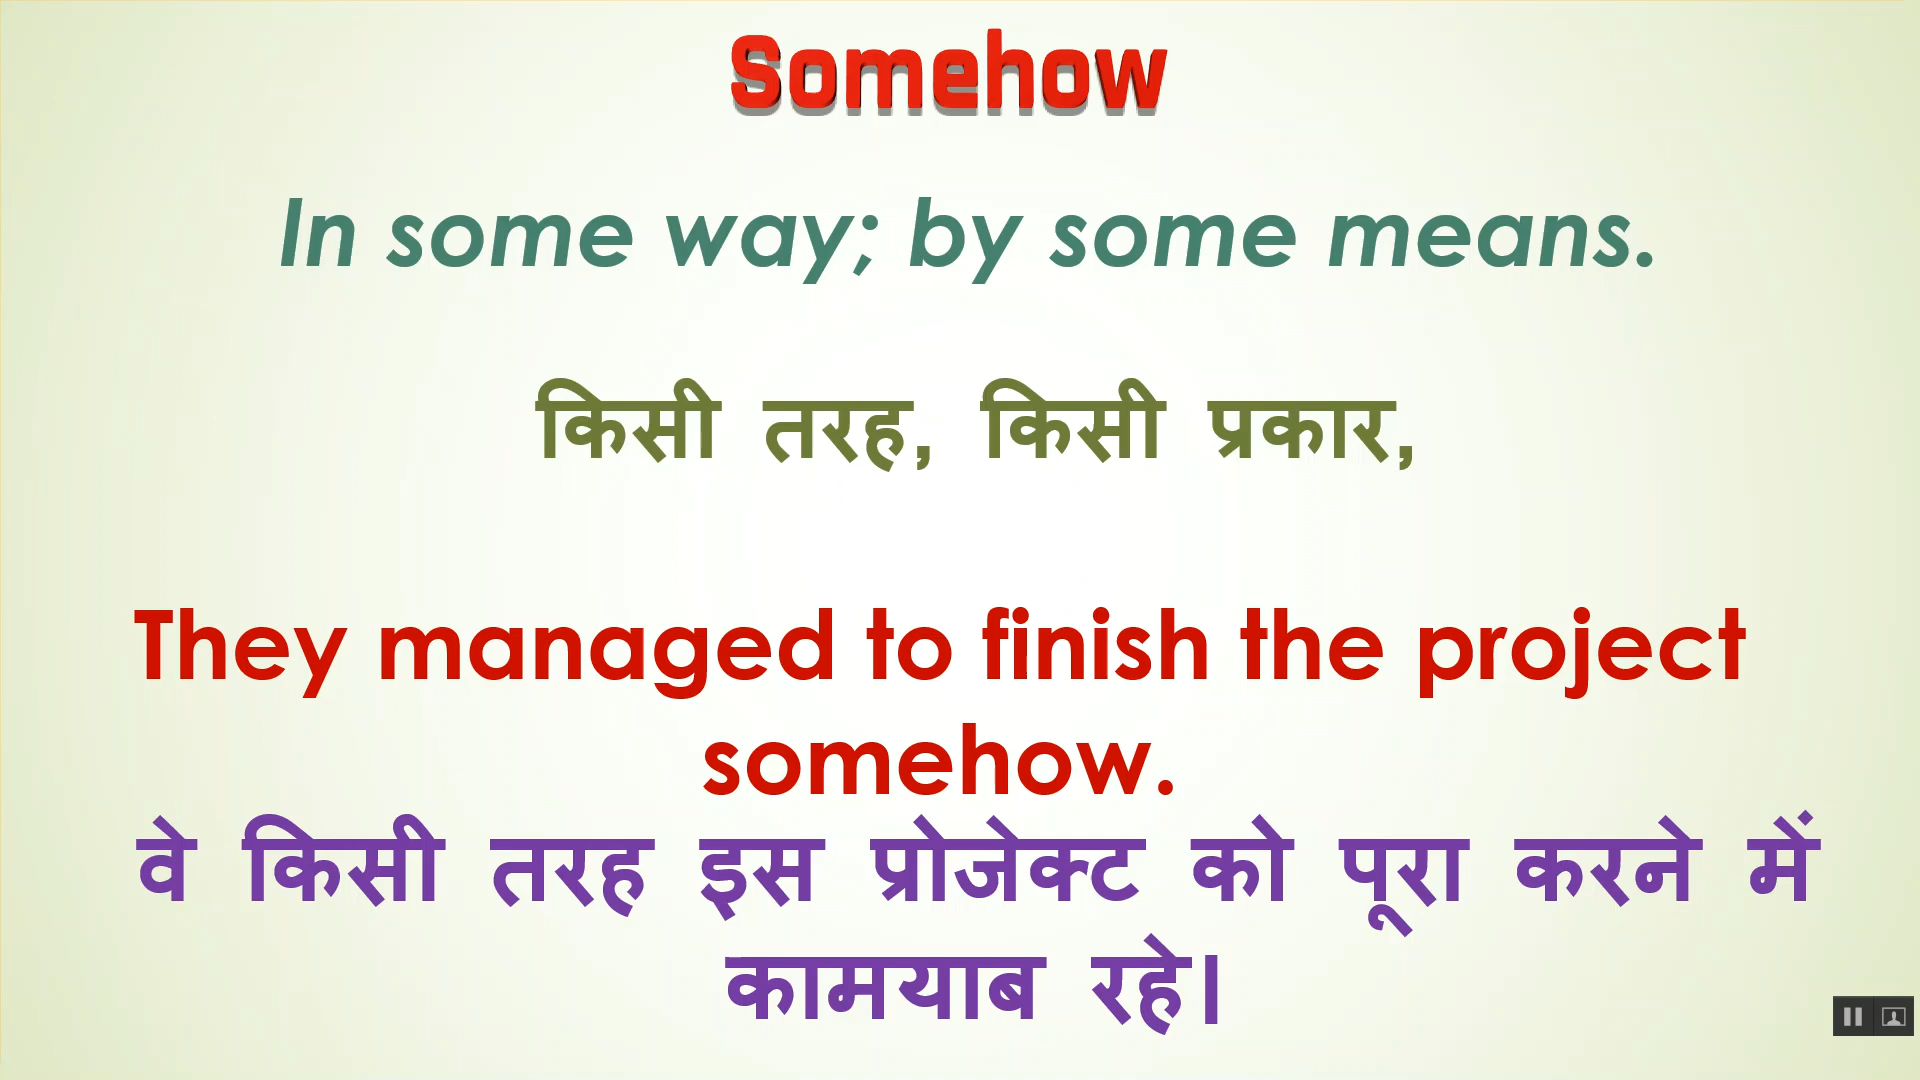 Somehow
In some way; by some means.
किसी तरह, किसी प्रकार,
They managed to finish the project
somehow.
वे किसी तरह इस प्रोजेक्ट को पूरा करने में
कामयाब रहे।